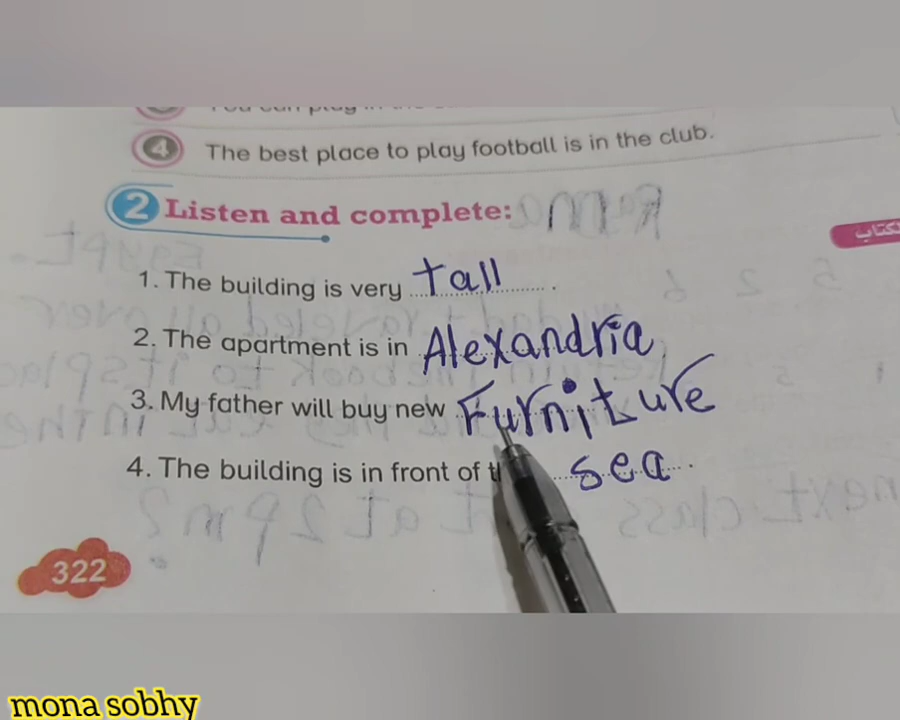 4 The best place to play football is in the club.
2 Listen and complete:
1. The building is very tall.
2. The apartment is in Alexandria
3. My father will buy new Furniture
4. The building is in front of t sea.
322
mona sobhy